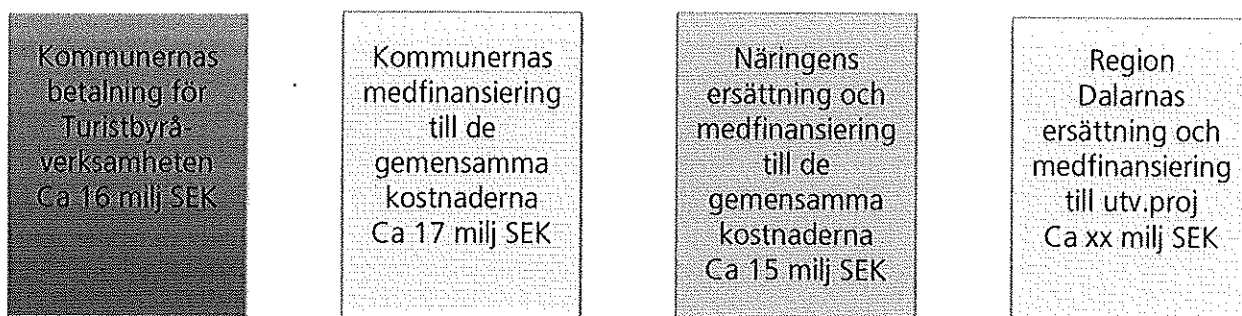 Kommunernas
betalning för
Turistbyrå-
verksamheten
Ca 16 milj SEK
Kommunernas
medfinansiering
till de
gemensamma
kostnaderna
Ca 17 milj SEK
Näringens
ersättning och
medfinansiering
till de
gemensamma
kostnaderna
Ca 15 milj SEK
Region
Dalarnas
ersättning och
medfinansiering
till utv.proj
Ca xx milj SEK